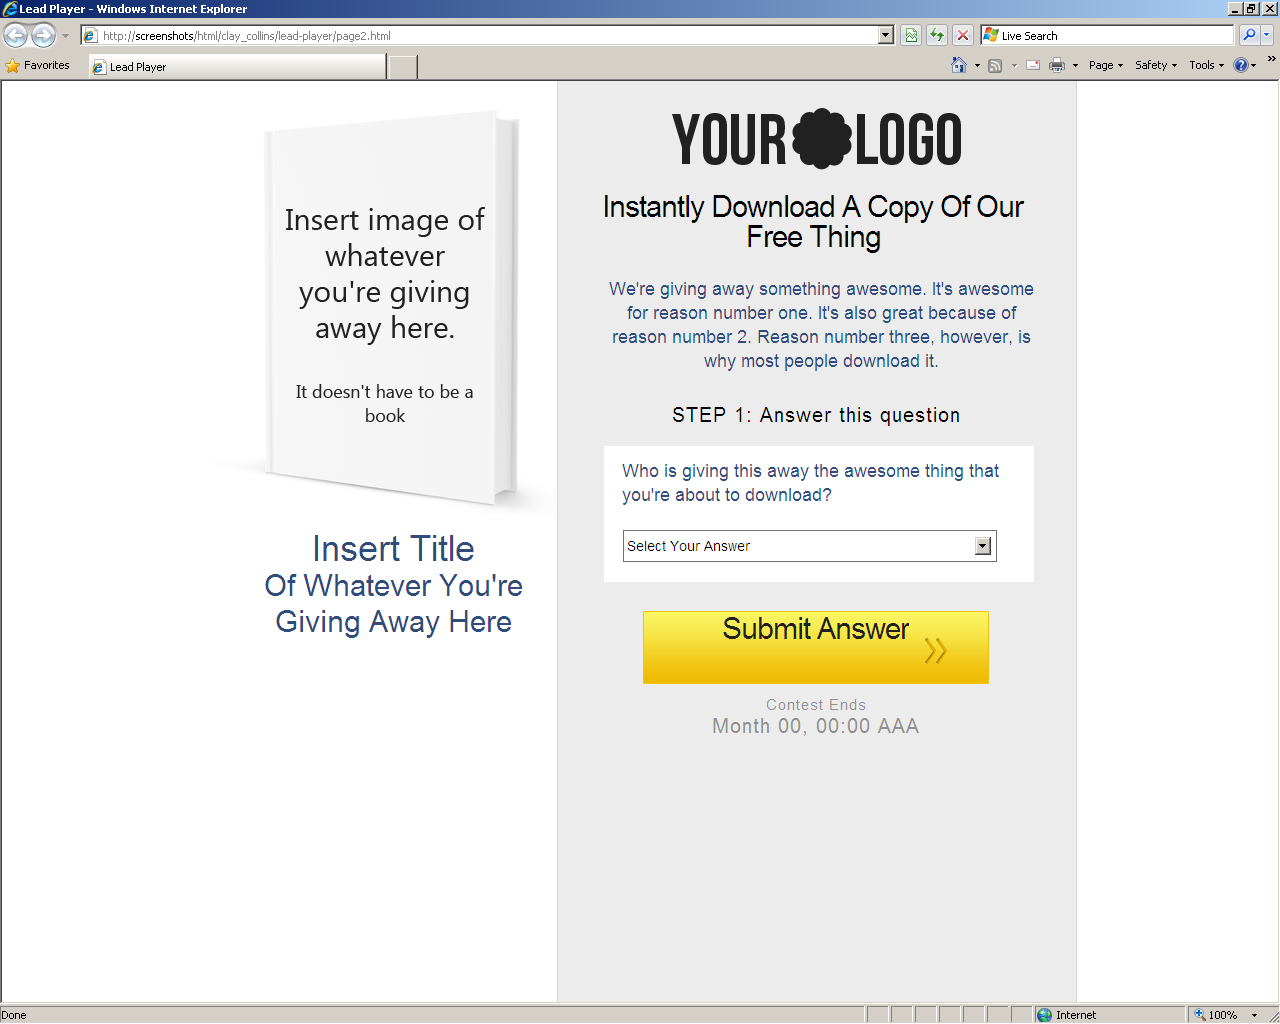 Lead Player - Windows Internet Explorer
http://screenshots/html/clay_collins/lead-player/page2.html
Live Search
Favorites
Lead Player
Page
Safety
Tools
Insert image of
whatever
you're giving
away here.
It doesn't have to be a
book
Insert Title
Of Whatever You're
Giving Away Here
YOUR LOGO
Instantly Download A Copy Of Our
Free Thing
We're giving away something awesome. It's awesome
for reason number one. It's also great because of
reason number 2. Reason number three, however, is
why most people download it.
STEP 1: Answer this question
Who is giving this away the awesome thing that
you're about to download?
Select Your Answer
Submit Answer
Contest Ends
Month 00, 00:00 AAA
Done
Internet
100%